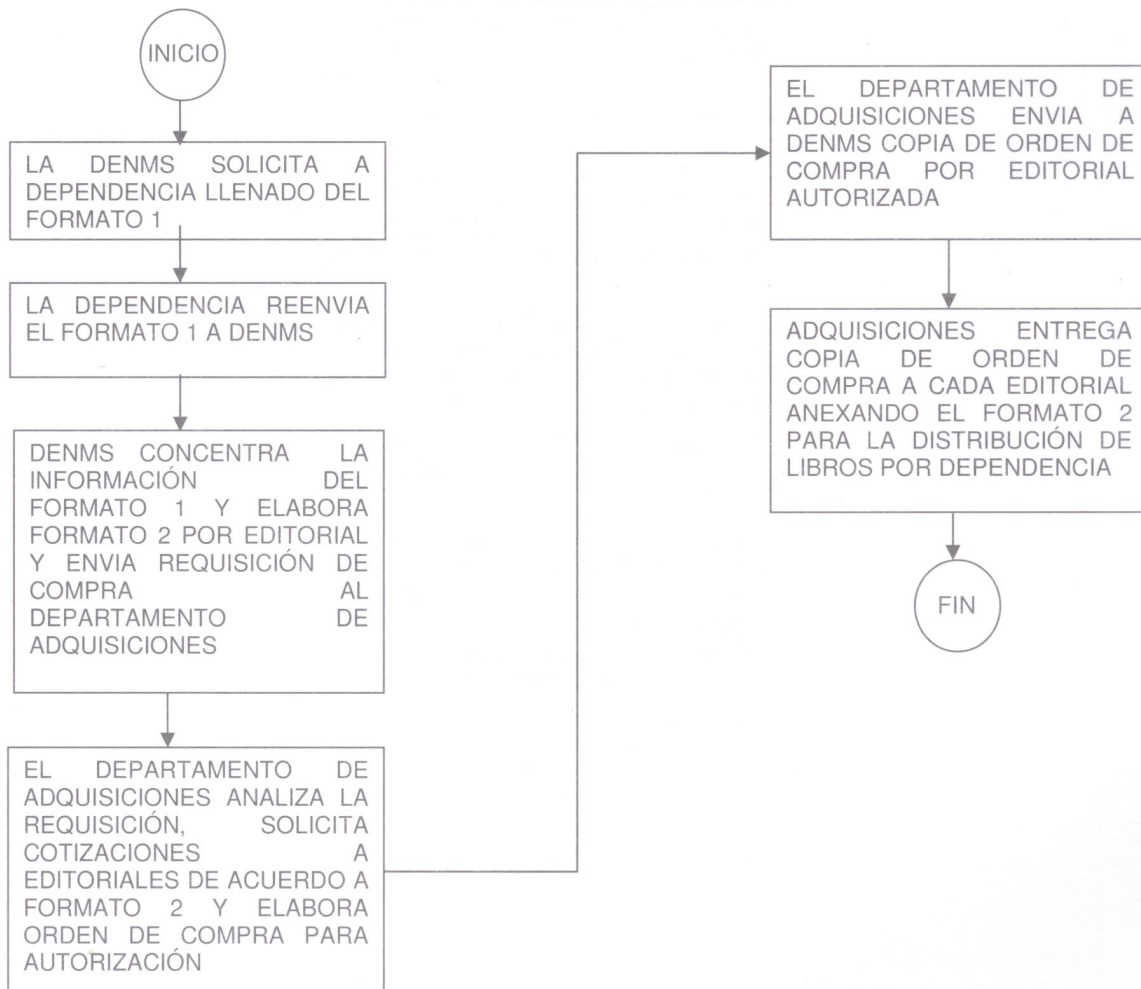 INICIO
LA DENMS SOLICITA A
DEPENDENCIA LLENADO DEL
FORMATO 1
LA DEPENDENCIA REENVIA
EL FORMATO 1 A DENMS
DENMS CONCENTRA LA
INFORMACIÓN DEL
FORMATO 1 Y ELABORA
FORMATO 2 POR EDITORIAL
Y ENVIA REQUISICIÓN DE
COMPRA AL
DEPARTAMENTO DE
ADQUISICIONES
EL DEPARTAMENTO DE
ADQUISICIONES ANALIZA LA
REQUISICIÓN, SOLICITA
COTIZACIONES A
EDITORIALES DE ACUERDO A
FORMATO 2 Y ELABORA
ORDEN DE COMPRA PARA
AUTORIZACIÓN
EL DEPARTAMENTO DE
ADQUISICIONES ENVIA A
DENMS COPIA DE ORDEN DE
COMPRA POR EDITORIAL
AUTORIZADA
ADQUISICIONES ENTREGA
COPIA DE ORDEN DE
COMPRA A CADA EDITORIAL
ANEXANDO EL FORMATO 2
PARA LA DISTRIBUCIÓN DE
LIBROS POR DEPENDENCIA
FIN